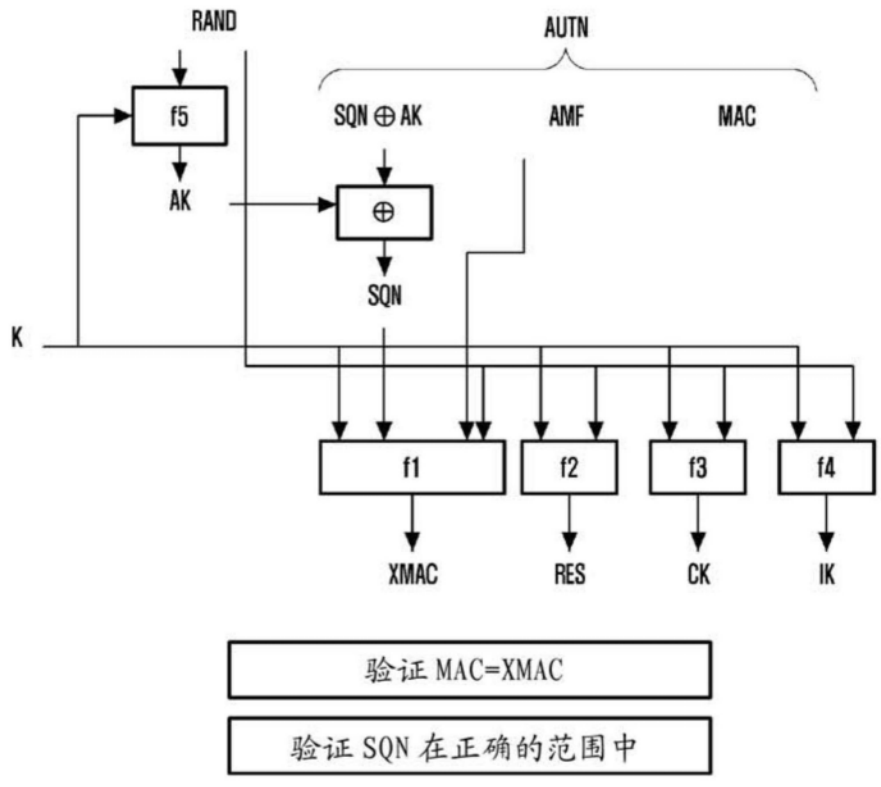 RAND
AUTN
f5
SQN ⊕ AK
AMF
MAC
AK
⊕
SQN
K
f1
f2
f3
f4
XMAC
RES
CK
IK
验证 MAC=XMAC
验证 SQN 在正确的范围中